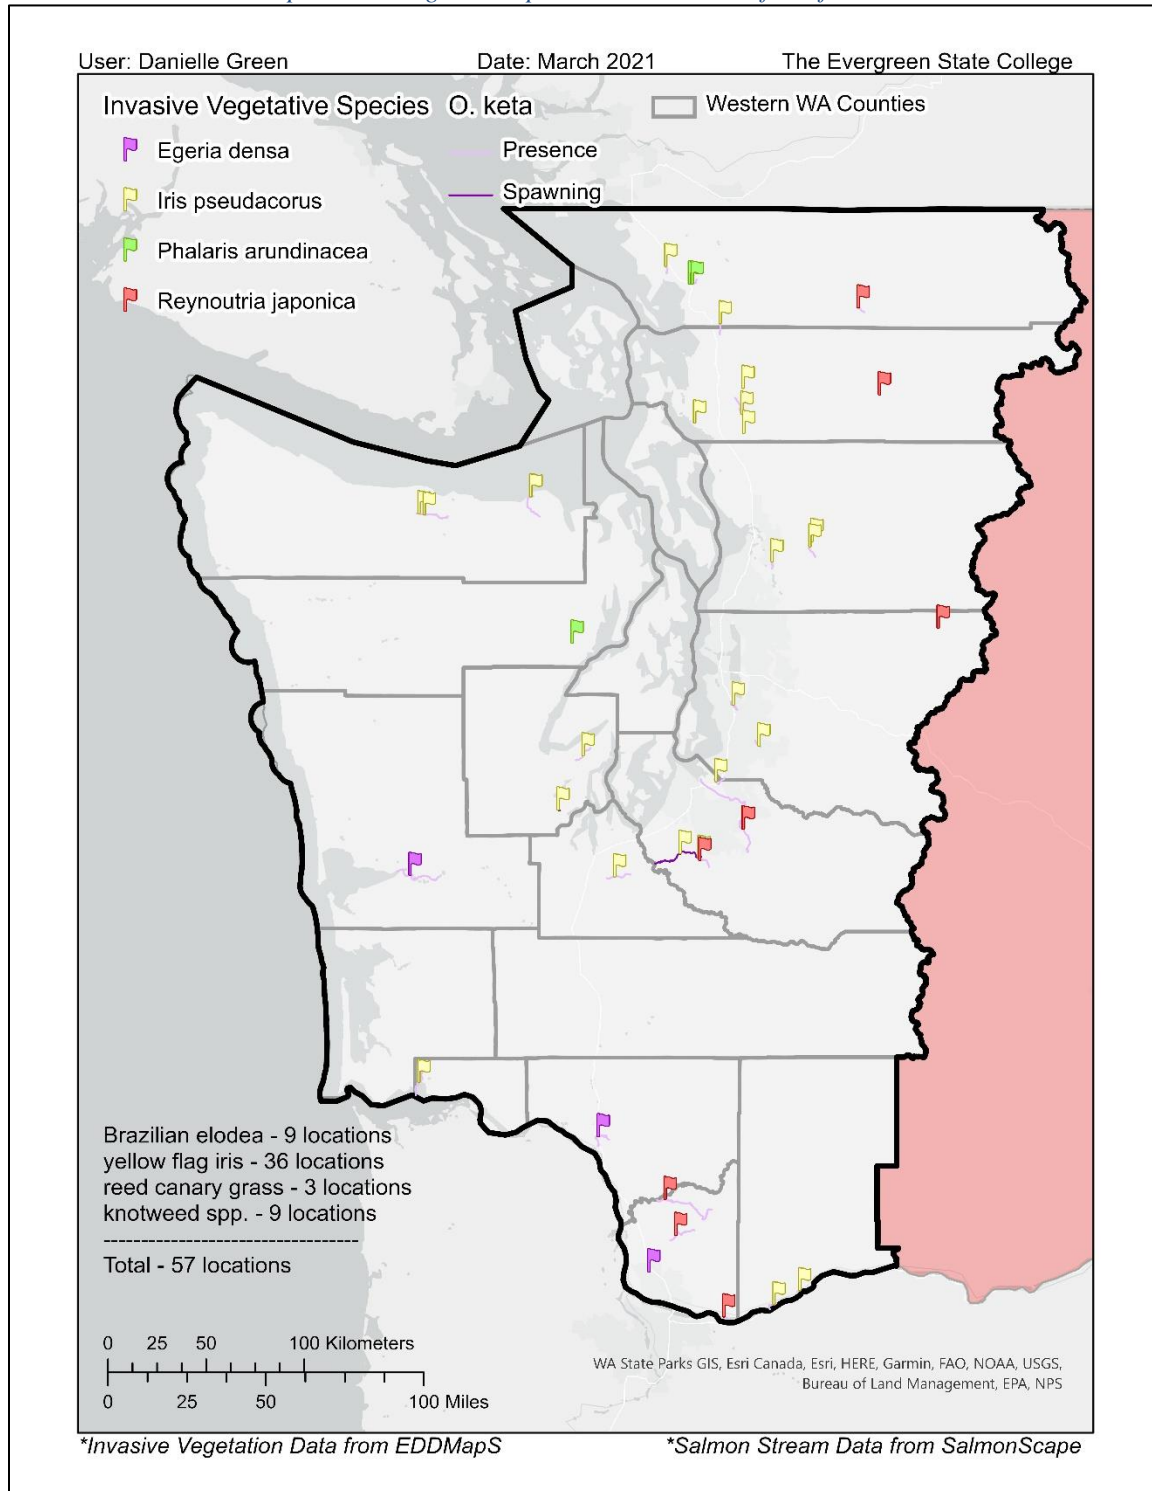 User: Danielle Green Date: March 2021 The Evergreen State College
Invasive Vegetative Species O. keta Western WA Counties
Egeria densa Presence
Iris pseudacorus Spawning
Phalaris arundinacea
Reynoutria japonica
Brazilian elodea - 9 locations
yellow flag iris - 36 locations
reed canary grass - 3 locations
knotweed spp. - 9 locations
----------------------------------
Total - 57 locations
0 25 50 100 Kilometers
0 25 50 100 Miles
WA State Parks GIS, Esri Canada, Esri, HERE, Garmin, FAO, NOAA, USGS,
Bureau of Land Management, EPA, NPS
*Invasive Vegetation Data from EDDMapS *Salmon Stream Data from SalmonScape